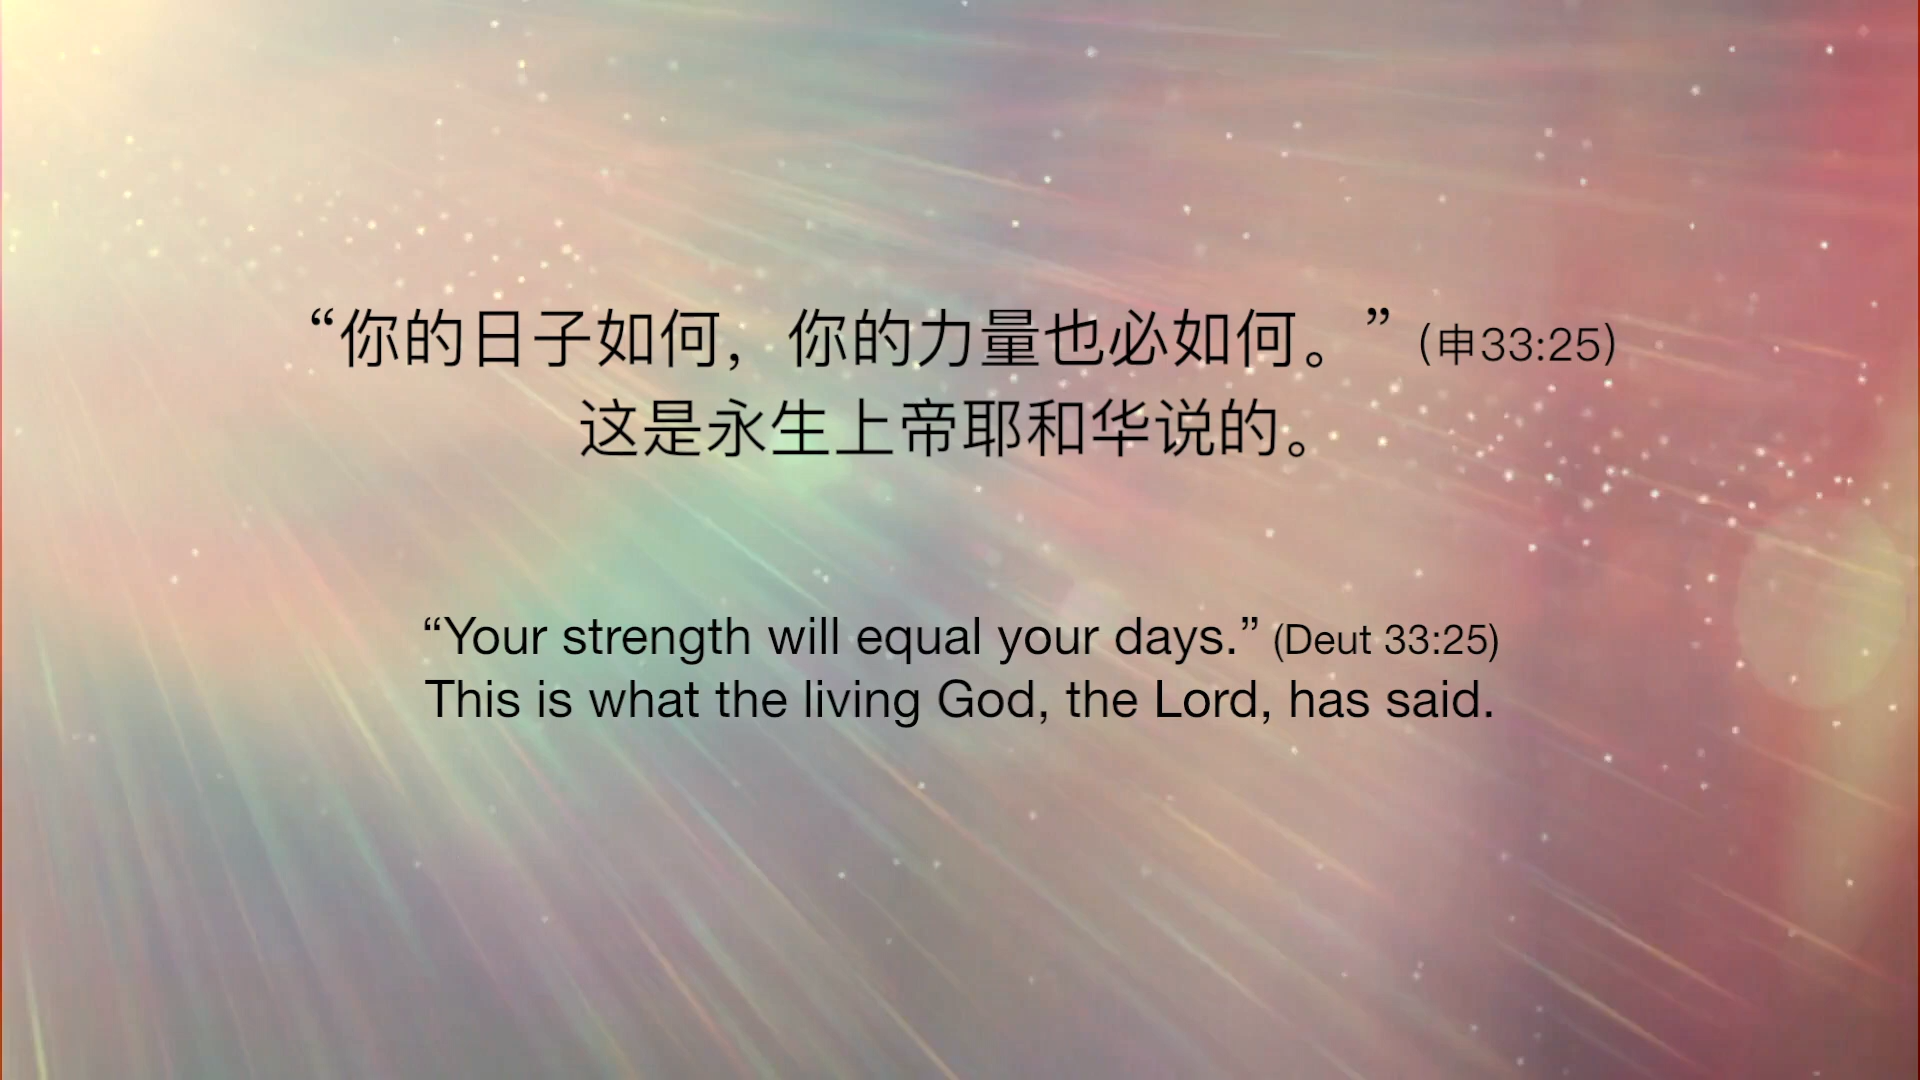 “你的日子如何，你的力量也必如何。”(申33:25)
这是永生上帝耶和华说的。
“Your strength will equal your days.” (Deut 33:25)
This is what the living God, the Lord, has said.